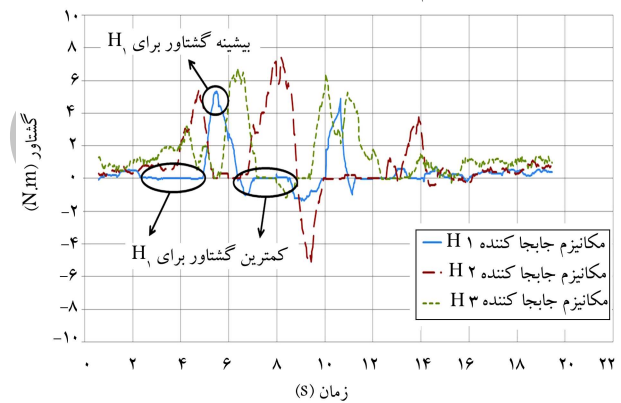 ۱۰
۸
۶
۴
۲
۰
−۲
−۴
−۶
−۸
−۱۰
گشتاور (N.m)
بیشینه گشتاور برای H۱
کمترین گشتاور برای H۱
مکانیزم جابجا کننده H ۱
مکانیزم جابجا کننده H ۲
مکانیزم جابجا کننده H ۳
۰ ۲ ۴ ۶ ۸ ۱۰ ۱۲ ۱۴ ۱۶ ۱۸ ۲۰ ۲۲
زمان (s)